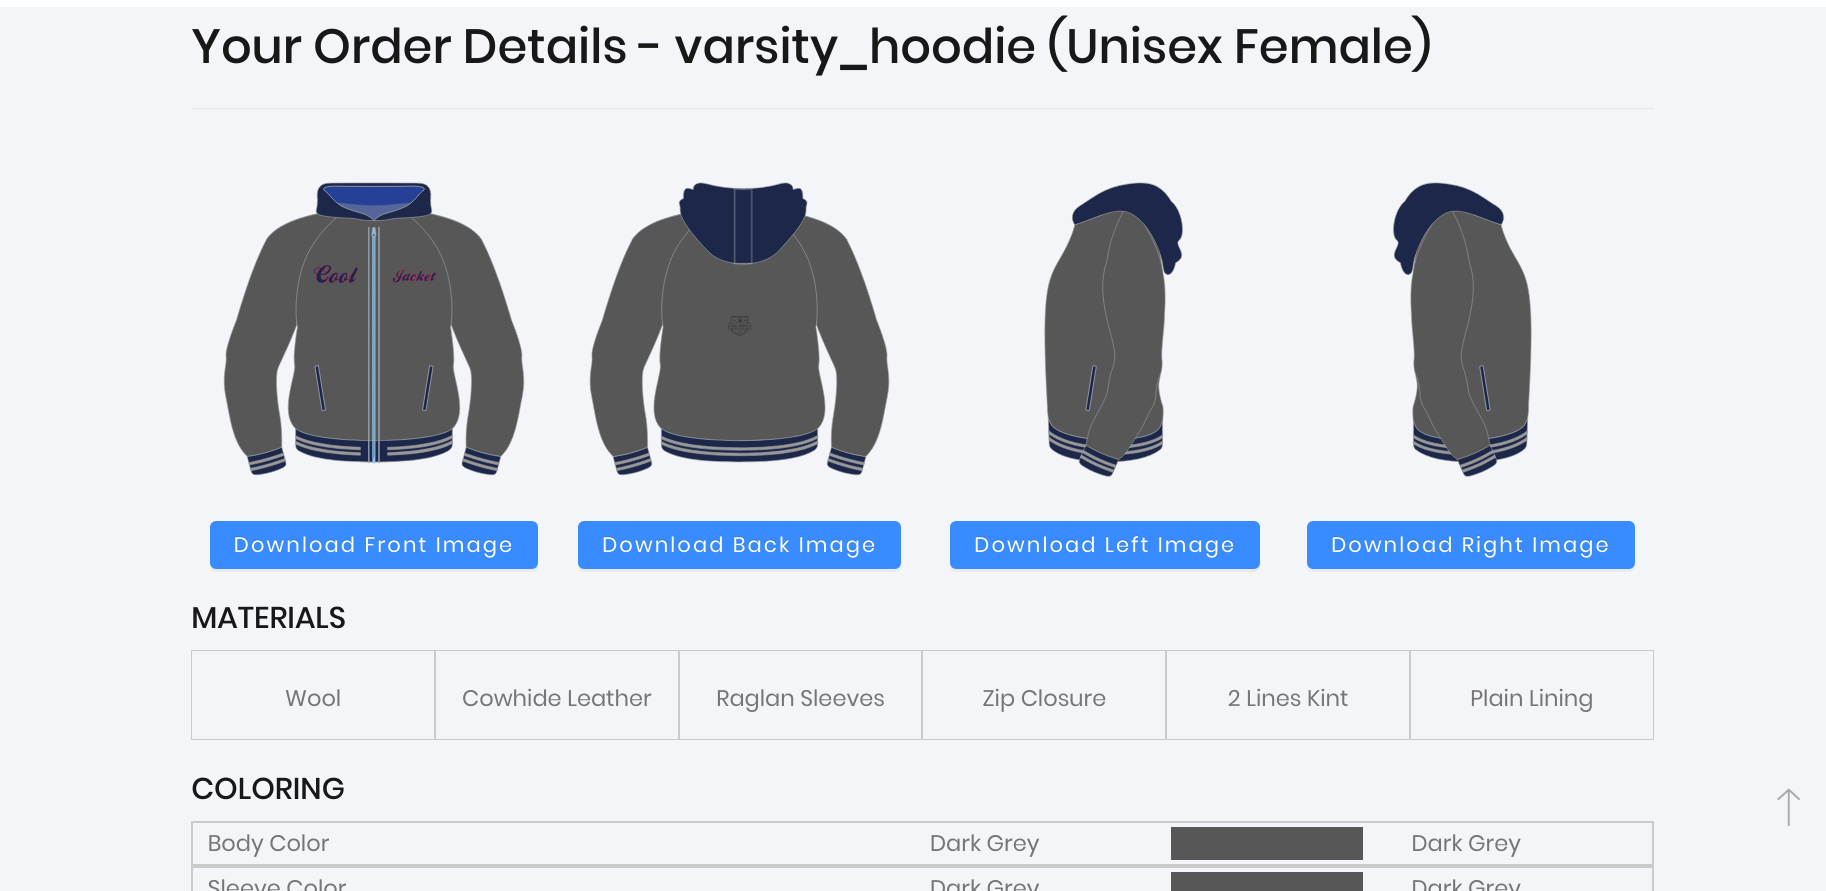 Your Order Details - varsity_hoodie (Unisex Female)
Cool Jacket
Download Front Image Download Back Image Download Left Image Download Right Image
MATERIALS
Wool Cowhide Leather Raglan Sleeves Zip Closure 2 Lines Kint Plain Lining
COLORING
Body Color Dark Grey Dark Grey
Sleeve Color Dark Grey Dark Grey